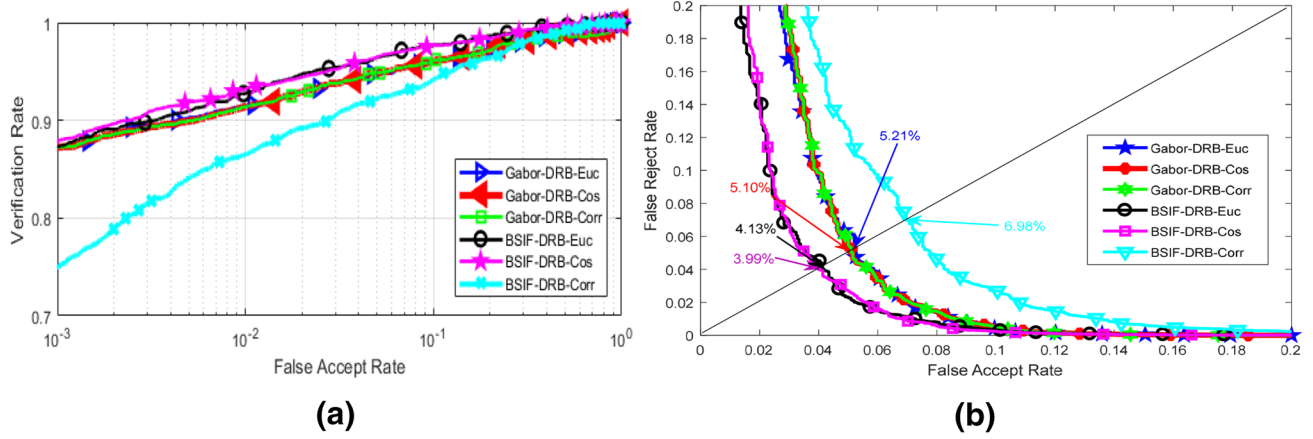 1
0.9
0.8
0.7
Verification Rate
Gabor-DRB-Euc
Gabor-DRB-Cos
Gabor-DRB-Corr
BSIF-DRB-Euc
BSIF-DRB-Cos
BSIF-DRB-Corr
10-3 10-2 10-1 100
False Accept Rate
(a)
0.2
0.18
0.16
0.14
0.12
0.1
0.08
0.06
0.04
0.02
0
False Reject Rate
5.21%
5.10%
4.13%
3.99%
6.98%
Gabor-DRB-Euc
Gabor-DRB-Cos
Gabor-DRB-Corr
BSIF-DRB-Euc
BSIF-DRB-Cos
BSIF-DRB-Corr
0 0.02 0.04 0.06 0.08 0.1 0.12 0.14 0.16 0.18 0.2
False Accept Rate
(b)